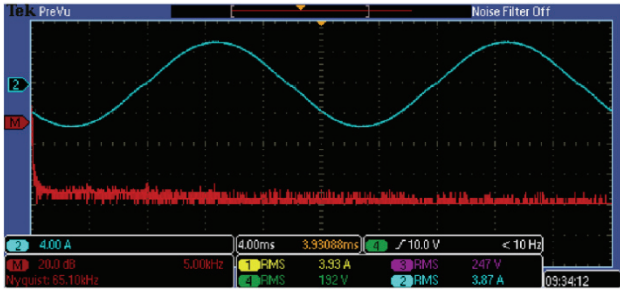 Tek PreVu Noise Filter Off
2
M
2 4.00 A 4.00ms 3.93088ms 4 10.0 V < 10 Hz
M 20.0 dB 5.00kHz 1 RMS 3.93 A 3 RMS 247 V
Nyquist: 65.10kHz 4 RMS 192 V 2 RMS 3.87 A 09:34:12